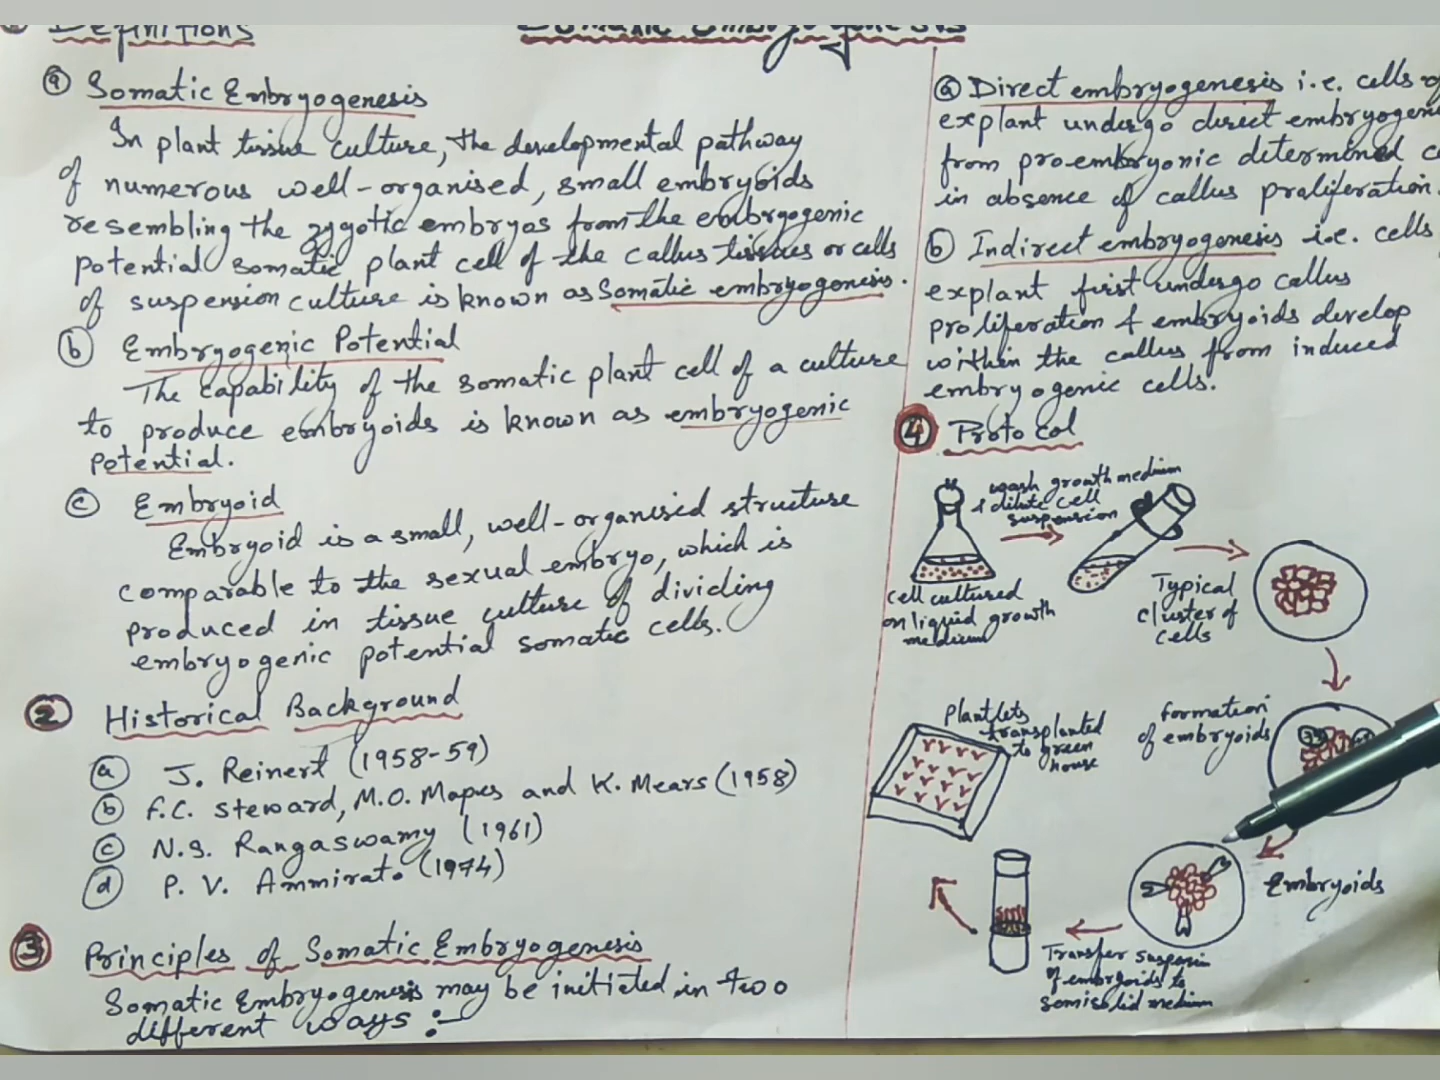 Definitions
Somatic Embryogenesis
ⓐ Somatic Embryogenesis
In plant tissue culture, the developmental pathway
of numerous well-organised, small embryoids
resembling the zygotic embryos from the embryogenic
potential somatic plant cell of the callus tissues or cells
of suspension culture is known as Somatic embryogenesis.
ⓑ Embryogenic Potential
The capability of the somatic plant cell of a culture
to produce embryoids is known as embryogenic
potential.
ⓒ Embryoid
Embryoid is a small, well-organised structure
comparable to the sexual embryo, which is
produced in tissue culture of dividing
embryogenic potential somatic cells.
② Historical Background
ⓐ J. Reinert (1958-59)
ⓑ F.C. Steward, M.O. Mapes and K. Mears (1958)
ⓒ N.S. Rangaswamy (1961)
ⓓ P. V. Ammirato (1974)
③ Principles of Somatic Embryogenesis
Somatic Embryogenesis may be initiated in two
different ways :-
ⓐ Direct embryogenesis i.e. cells of
explant undergo direct embryogen
from pro-embryonic determined c
in absence of callus proliferation.
ⓑ Indirect embryogenesis i.e. cells
explant first undergo callus
proliferation & embryoids develop
within the callus from induced
embryogenic cells.
④ Protocol
wash growth medium
& dilute cell
suspension
cell cultured
on liquid growth
medium
Typical
cluster of
cells
formation
of embryoids
Embryoids
Transfer suspensin
of embryoids to
semisolid medium
Plantlets
transplanted
to green
house